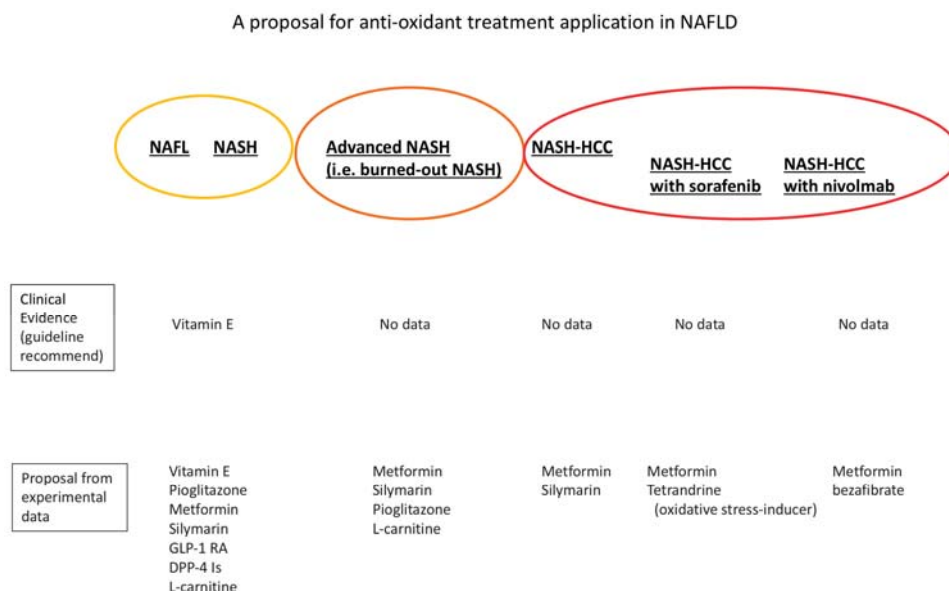 A proposal for anti-oxidant treatment application in NAFLD
NAFL NASH
Advanced NASH
(i.e. burned-out NASH)
NASH-HCC
NASH-HCC
with sorafenib
NASH-HCC
with nivolmab
Clinical
Evidence
(guideline
recommend)
Vitamin E
No data
No data
No data
No data
Proposal from
experimental
data
Vitamin E
Pioglitazone
Metformin
Silymarin
GLP-1 RA
DPP-4 Is
L-carnitine
Metformin
Silymarin
Pioglitazone
L-carnitine
Metformin
Silymarin
Metformin
Tetrandrine
(oxidative stress-inducer)
Metformin
bezafibrate